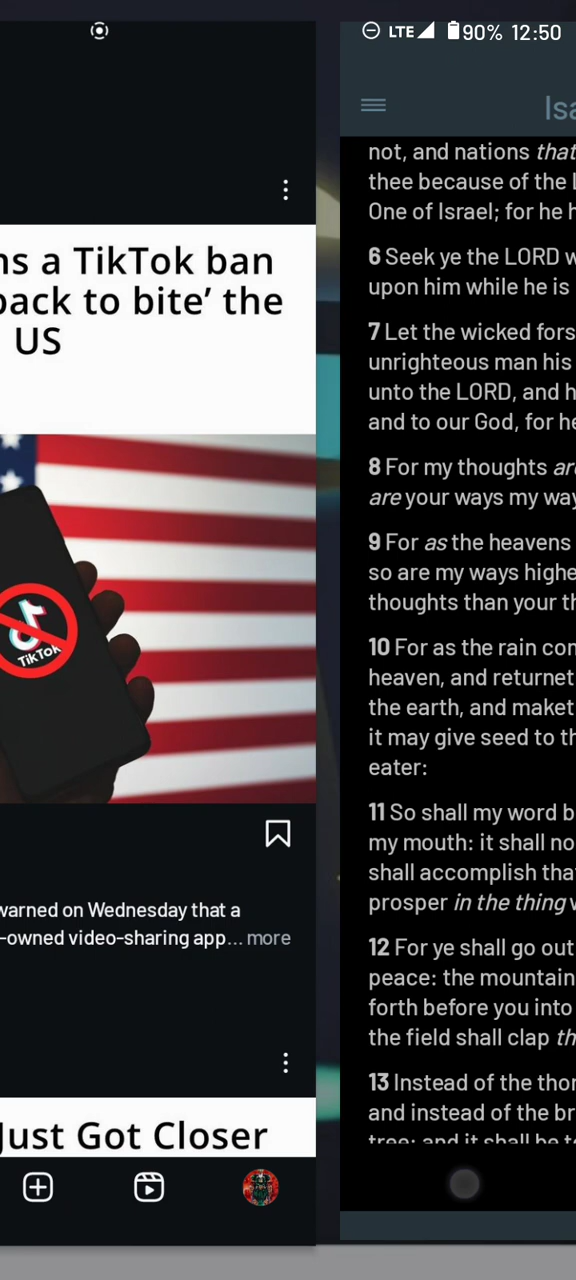 ns a TikTok ban
back to bite’ the
US
TikTok
warned on Wednesday that a
-owned video-sharing app... more
Just Got Closer
LTE 90% 12:50
Isa
not, and nations that
thee because of the L
One of Israel; for he h
6 Seek ye the LORD w
upon him while he is
7 Let the wicked fors
unrighteous man his
unto the LORD, and h
and to our God, for he
8 For my thoughts are
are your ways my way
9 For as the heavens
so are my ways highe
thoughts than your th
10 For as the rain com
heaven, and returnet
the earth, and maket
it may give seed to th
eater:
11 So shall my word b
my mouth: it shall no
shall accomplish that
prosper in the thing w
12 For ye shall go out
peace: the mountain
forth before you into
the field shall clap th
13 Instead of the thor
and instead of the br
tree: and it shall be to